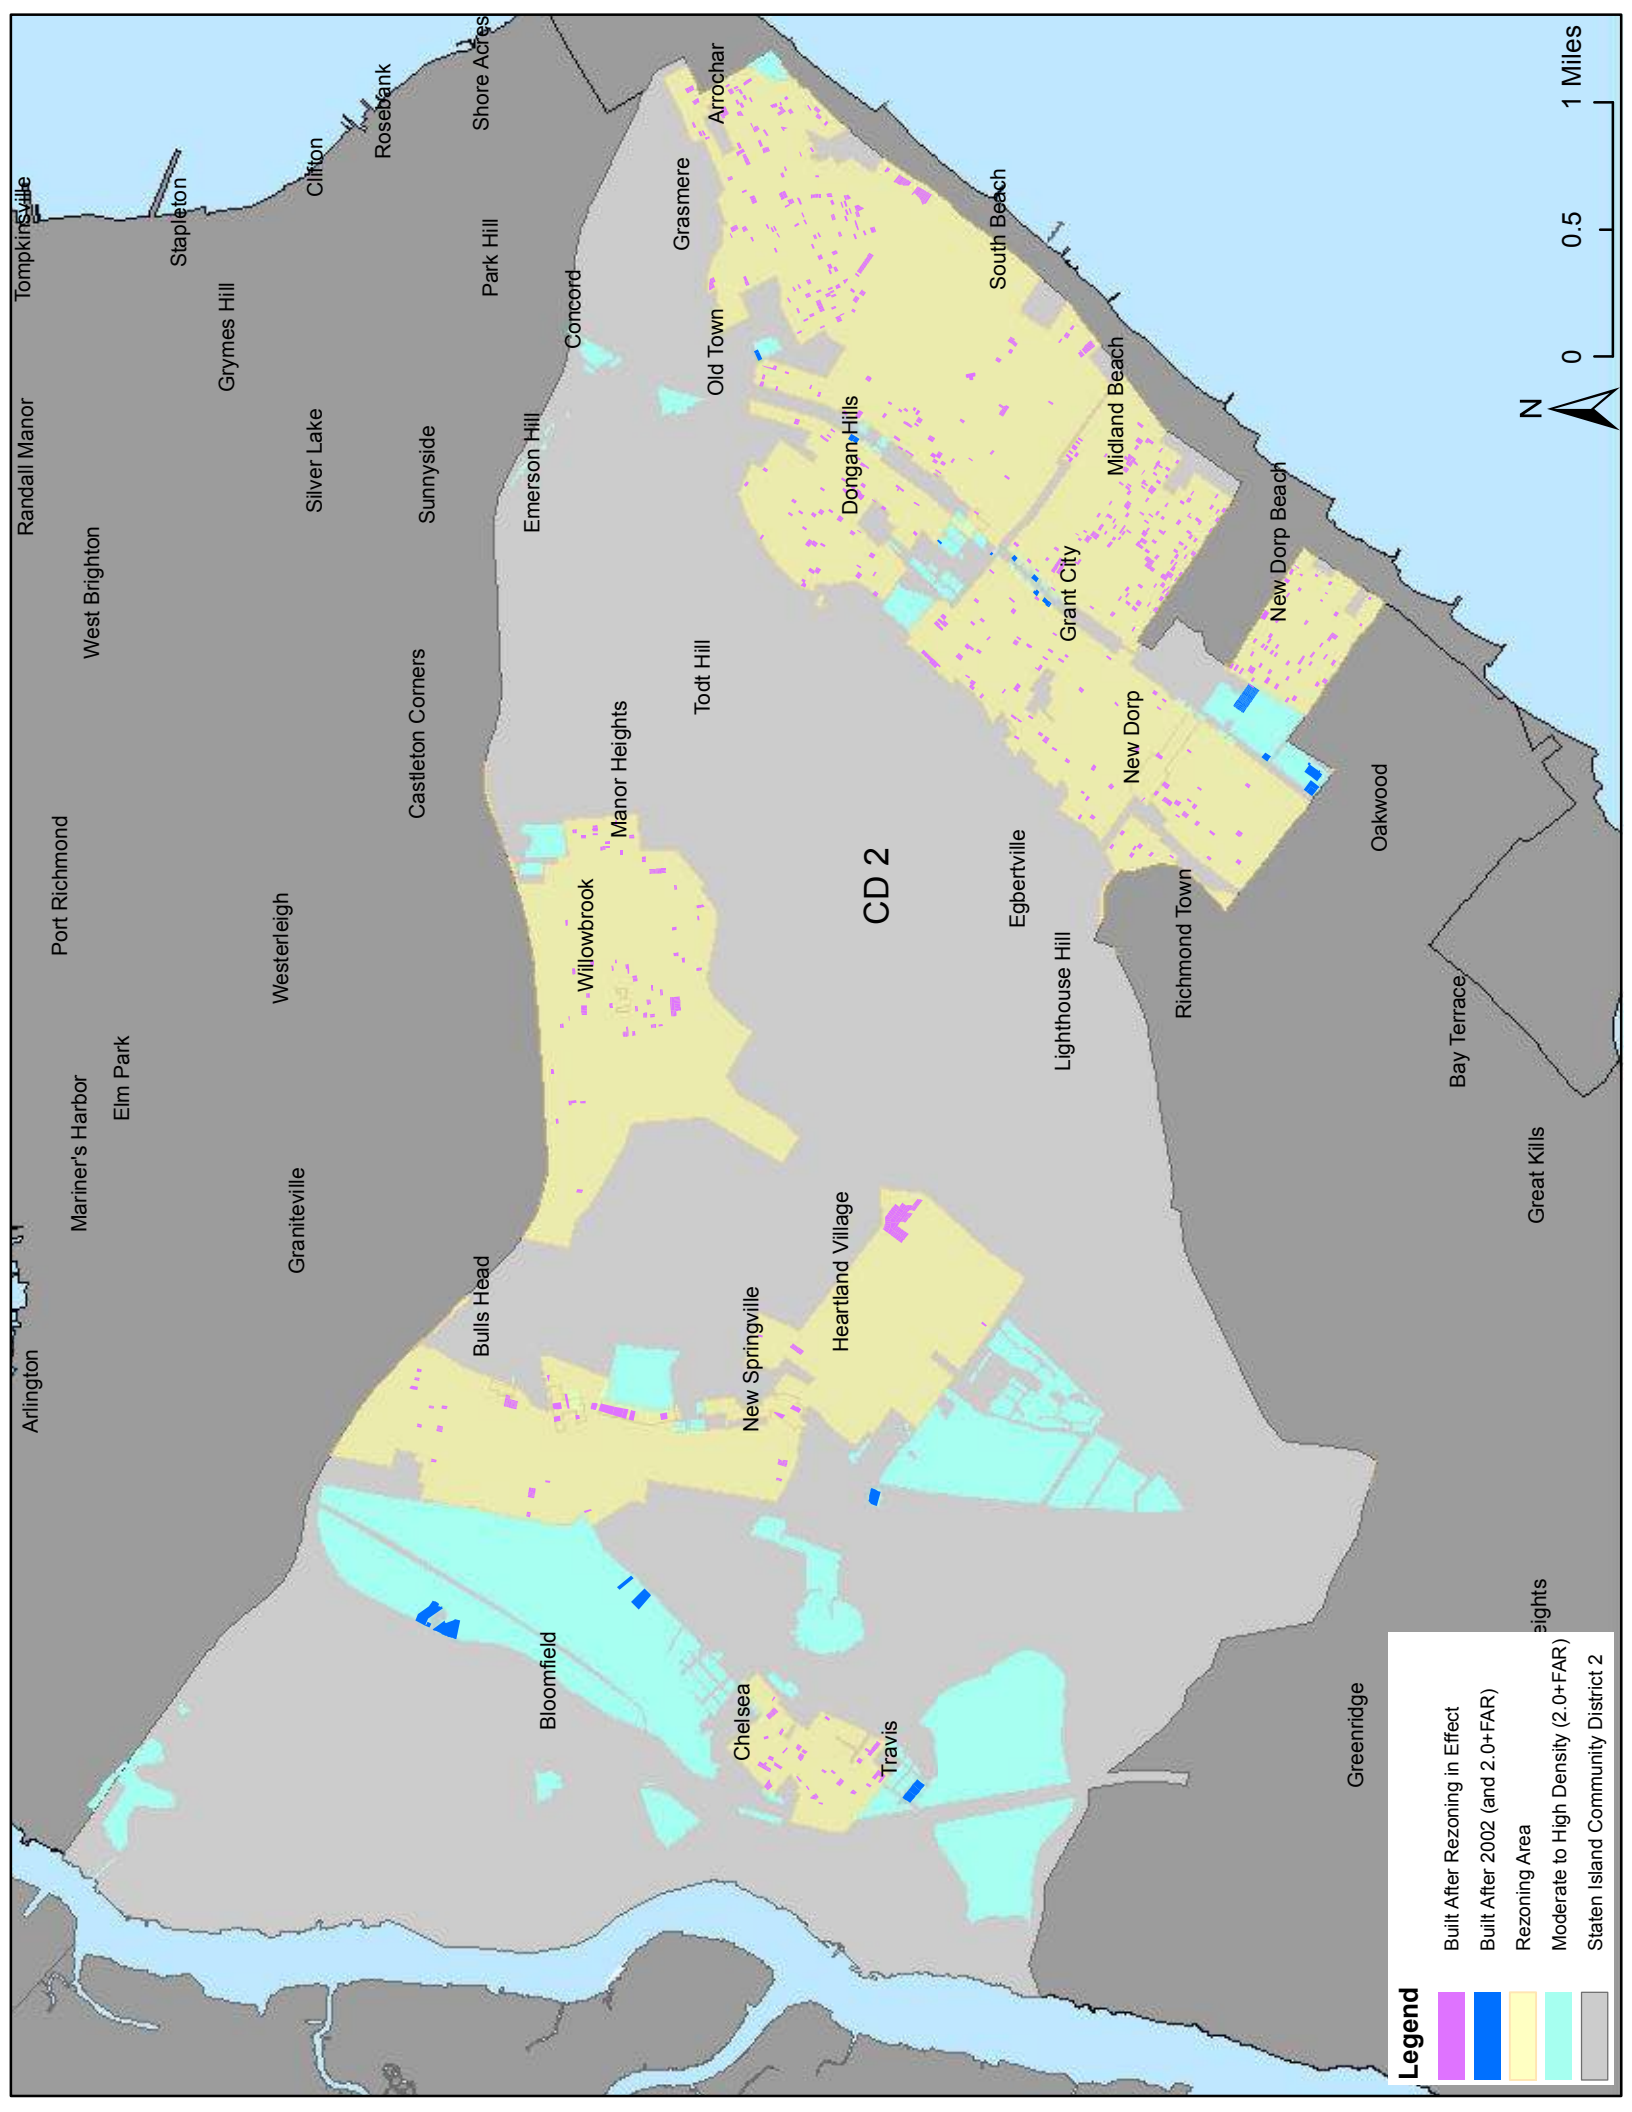 Arlington
Mariner's Harbor
Elm Park
Port Richmond
West Brighton
Randall Manor
Tompkinsville
Stapleton
Grymes Hill
Westerleigh
Graniteville
Silver Lake
Clifton
Rosebank
Castleton Corners
Sunnyside
Park Hill
Shore Acres
Bulls Head
Emerson Hill
Concord
Bloomfield
Willowbrook
Manor Heights
Grasmere
Todt Hill
Old Town
Arrochar
Chelsea
New Springville
Heartland Village
Dongan Hills
CD 2
Travis
South Beach
Egbertville
Lighthouse Hill
Grant City
Midland Beach
New Dorp
Richmond Town
New Dorp Beach
Greenridge
Oakwood
Bay Terrace
Great Kills
eights
N
0 0.5 1 Miles
Legend
Built After Rezoning in Effect
Built After 2002 (and 2.0+FAR)
Rezoning Area
Moderate to High Density (2.0+FAR)
Staten Island Community District 2